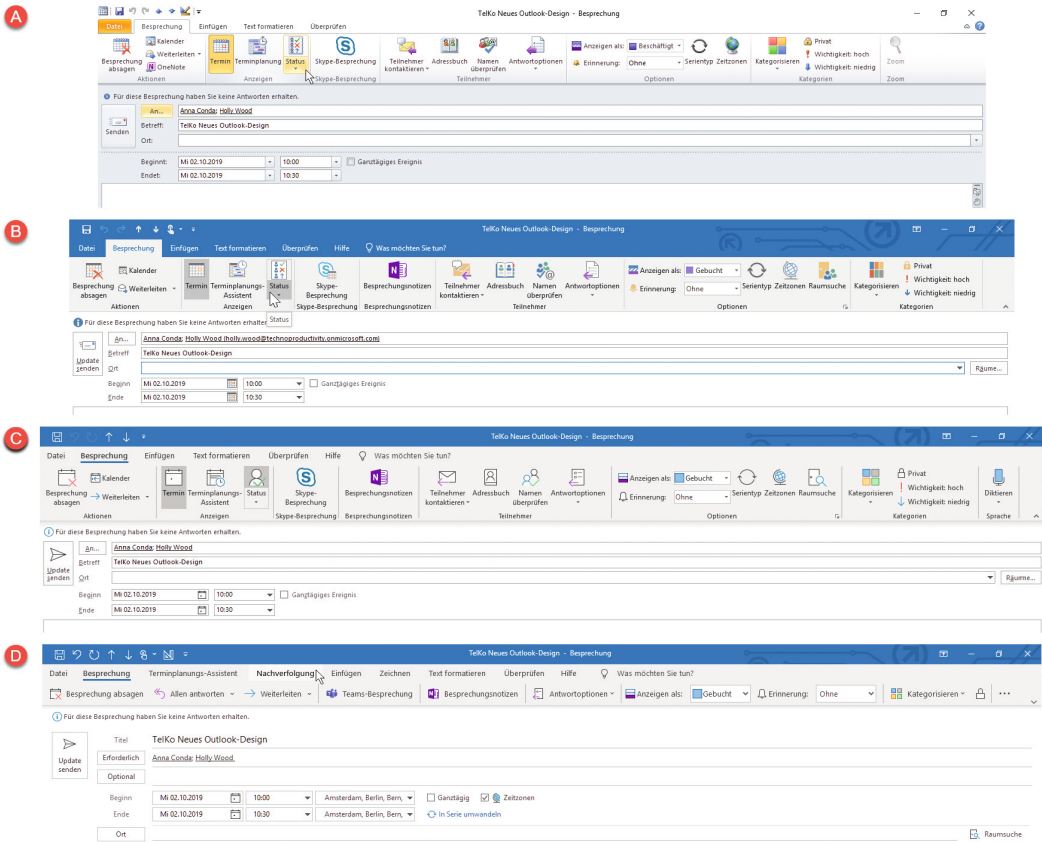 A
TelKo Neues Outlook-Design - Besprechung
Datei Besprechung Einfügen Text formatieren Überprüfen
Besprechung absagen Kalender Weiterleiten OneNote Termin Terminplanung Status Skype-Besprechung Teilnehmer kontaktieren Adressbuch Namen überprüfen Antwortoptionen Anzeigen als: Beschäftigt Erinnerung: Ohne Serientyp Zeitzonen Kategorisieren Privat Wichtigkeit: hoch Wichtigkeit: niedrig Zoom
Aktionen Anzeigen Skype-Besprechung Teilnehmer Optionen Kategorien Zoom
Für diese Besprechung haben Sie keine Antworten erhalten.
Senden
An... Anna Conda; Holly Wood
Betreff: TelKo Neues Outlook-Design
Ort:
Beginnt: Mi 02.10.2019 10:00 Ganztägiges Ereignis
Endet: Mi 02.10.2019 10:30
B
TelKo Neues Outlook-Design - Besprechung
Datei Besprechung Einfügen Text formatieren Überprüfen Hilfe Was möchten Sie tun?
Besprechung absagen Kalender Weiterleiten Termin Terminplanungs-Assistent Status Skype-Besprechung Besprechungsnotizen Teilnehmer kontaktieren Adressbuch Namen überprüfen Antwortoptionen Anzeigen als: Gebucht Erinnerung: Ohne Serientyp Zeitzonen Raumsuche Kategorisieren Privat Wichtigkeit: hoch Wichtigkeit: niedrig
Aktionen Anzeigen Skype-Besprechung Besprechungsnotizen Teilnehmer Optionen Kategorien
Für diese Besprechung haben Sie keine Antworten erhalten
Status
Update senden
An... Anna Conda; Holly Wood (holly.wood@technoproductivity.onmicrosoft.com)
Betreff TelKo Neues Outlook-Design
Ort Räume...
Beginn Mi 02.10.2019 10:00 Ganztägiges Ereignis
Ende Mi 02.10.2019 10:30
C
TelKo Neues Outlook-Design - Besprechung
Datei Besprechung Einfügen Text formatieren Überprüfen Hilfe Was möchten Sie tun?
Besprechung absagen Kalender Weiterleiten Termin Terminplanungs-Assistent Status Skype-Besprechung Besprechungsnotizen Teilnehmer kontaktieren Adressbuch Namen überprüfen Antwortoptionen Anzeigen als: Gebucht Erinnerung: Ohne Serientyp Zeitzonen Raumsuche Kategorisieren Privat Wichtigkeit: hoch Wichtigkeit: niedrig Diktieren
Aktionen Anzeigen Skype-Besprechung Besprechungsnotizen Teilnehmer Optionen Kategorien Sprache
Für diese Besprechung haben Sie keine Antworten erhalten.
Update senden
An... Anna Conda; Holly Wood
Betreff TelKo Neues Outlook-Design
Ort Räume...
Beginn Mi 02.10.2019 10:00 Ganztägiges Ereignis
Ende Mi 02.10.2019 10:30
D
TelKo Neues Outlook-Design - Besprechung
Datei Besprechung Terminplanungs-Assistent Nachverfolgung Einfügen Zeichnen Text formatieren Überprüfen Hilfe Was möchten Sie tun?
Besprechung absagen Allen antworten Weiterleiten Teams-Besprechung Besprechungsnotizen Antwortoptionen Anzeigen als: Gebucht Erinnerung: Ohne Kategorisieren ...
Für diese Besprechung haben Sie keine Antworten erhalten.
Update senden
Titel TelKo Neues Outlook-Design
Erforderlich Anna Conda; Holly Wood
Optional
Beginn Mi 02.10.2019 10:00 Amsterdam, Berlin, Bern, Ganztägig Zeitzonen
Ende Mi 02.10.2019 10:30 Amsterdam, Berlin, Bern, In Serie umwandeln
Ort Raumsuche